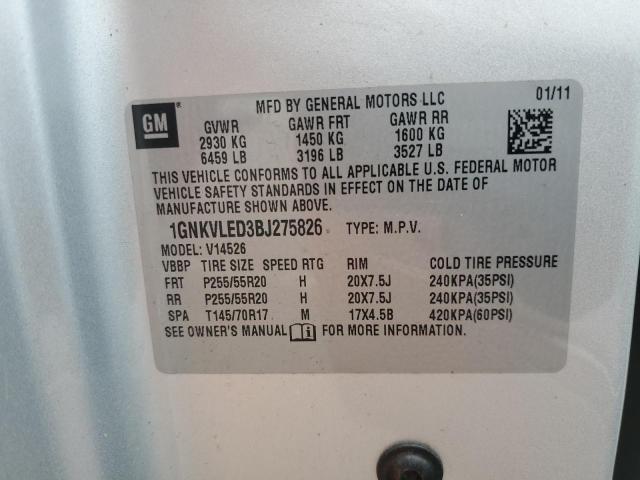 MFD BY GENERAL MOTORS LLC 01/11
GM
GVWR GAWR FRT GAWR RR
2930 KG 1450 KG 1600 KG
6459 LB 3196 LB 3527 LB
THIS VEHICLE CONFORMS TO ALL APPLICABLE U.S. FEDERAL MOTOR
VEHICLE SAFETY STANDARDS IN EFFECT ON THE DATE OF
MANUFACTURE SHOWN ABOVE.
1GNKVLED3BJ275826 TYPE: M.P.V.
MODEL: V14526
VBBP TIRE SIZE SPEED RTG RIM COLD TIRE PRESSURE
FRT P255/55R20 H 20X7.5J 240KPA(35PSI)
RR P255/55R20 H 20X7.5J 240KPA(35PSI)
SPA T145/70R17 M 17X4.5B 420KPA(60PSI)
SEE OWNER'S MANUAL FOR MORE INFORMATION.